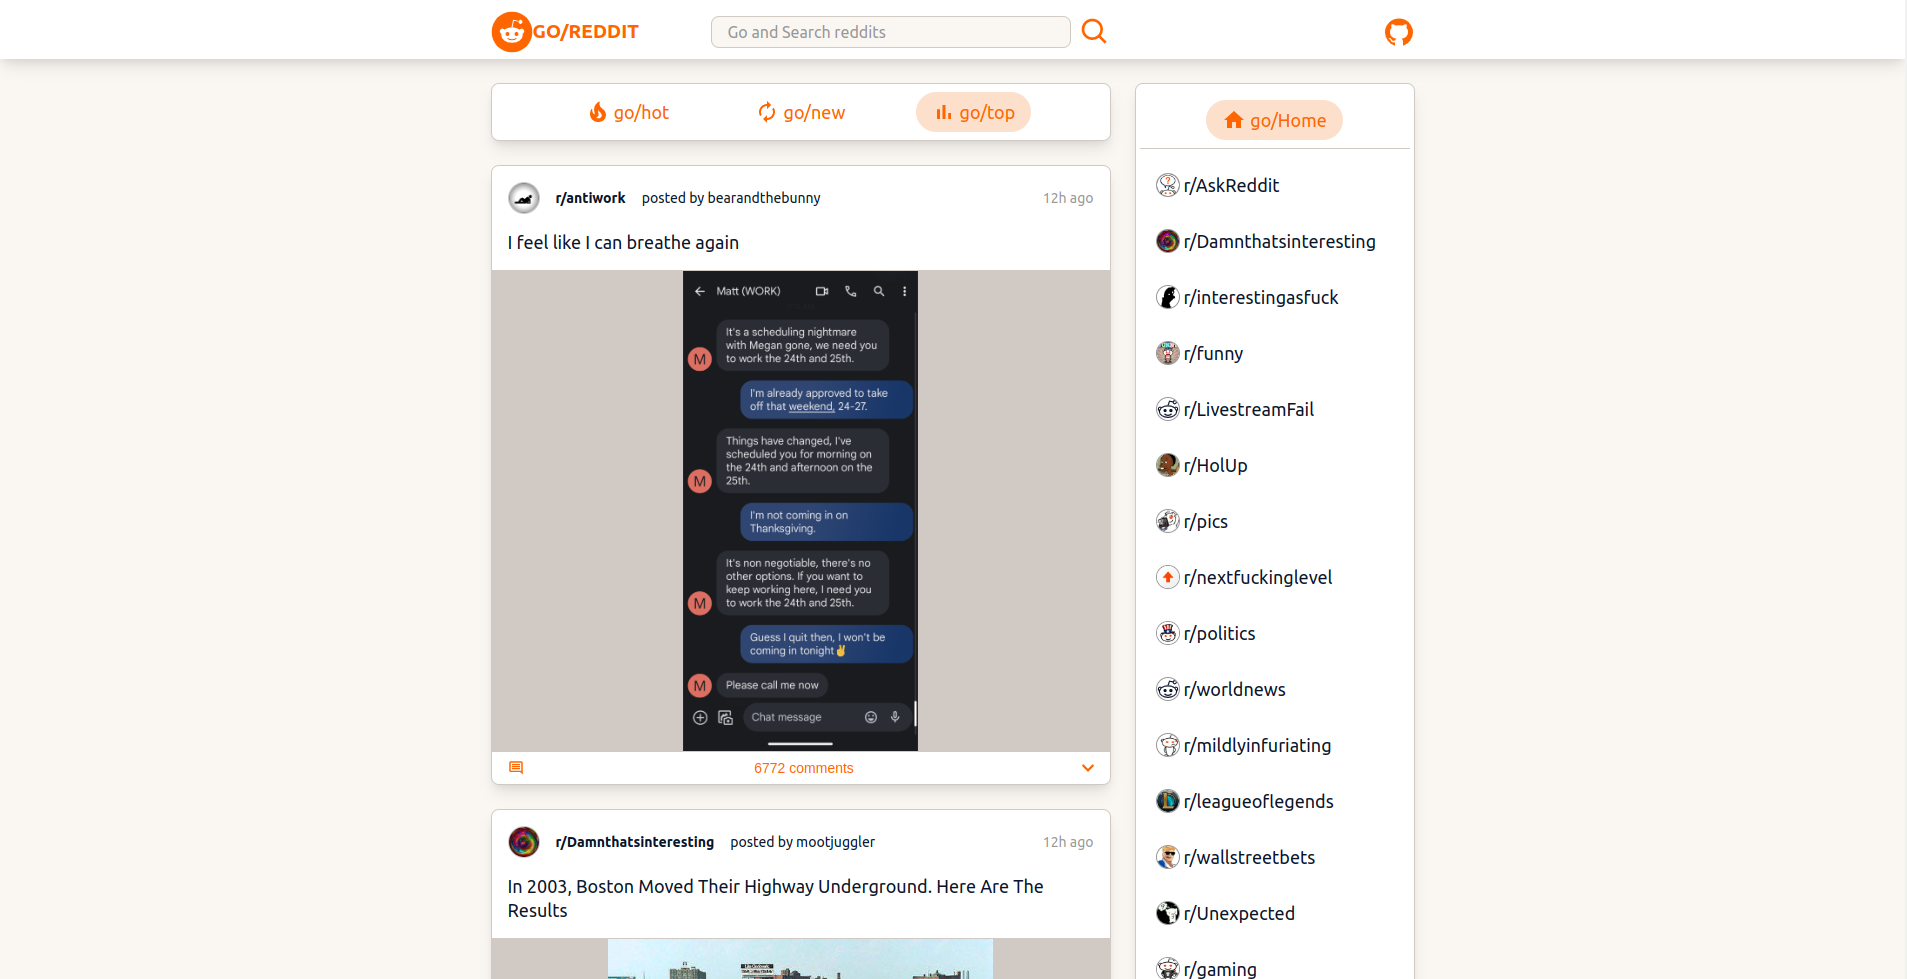 GO/REDDIT
Go and Search reddits
go/hot
go/new
go/top
r/antiwork posted by bearandthebunny 12h ago
I feel like I can breathe again
Matt (WORK)
It's a scheduling nightmare
with Megan gone, we need you
to work the 24th and 25th.
M
I'm already approved to take
off that weekend, 24-27.
Things have changed, I've
scheduled you for morning on
the 24th and afternoon on the
25th.
M
I'm not coming in on
Thanksgiving.
It's non negotiable, there's no
other options. If you want to
keep working here, I need you
to work the 24th and 25th.
M
Guess I quit then, I won't be
coming in tonight✌
Please call me now
M
Chat message
6772 comments
r/Damnthatsinteresting posted by mootjuggler 12h ago
In 2003, Boston Moved Their Highway Underground. Here Are The
Results
go/Home
r/AskReddit
r/Damnthatsinteresting
r/interestingasfuck
r/funny
r/LivestreamFail
r/HolUp
r/pics
r/nextfuckinglevel
r/politics
r/worldnews
r/mildlyinfuriating
r/leagueoflegends
r/wallstreetbets
r/Unexpected
r/gaming